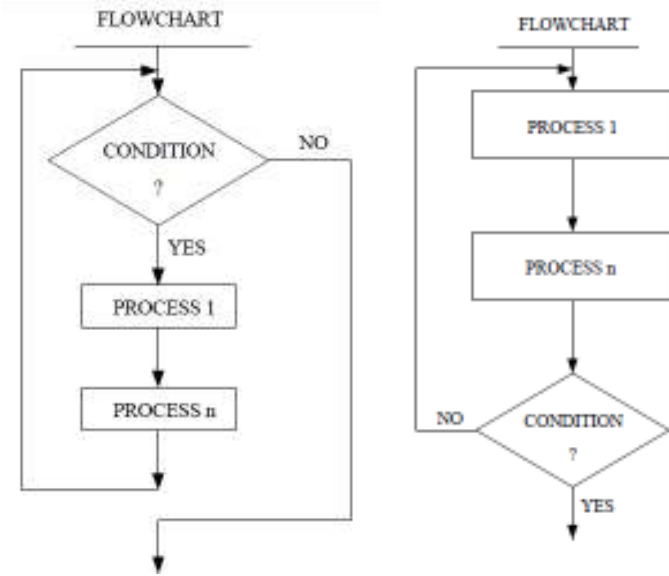 FLOWCHART
CONDITION
?
NO
YES
PROCESS 1
PROCESS n
FLOWCHART
PROCESS 1
PROCESS n
CONDITION
?
NO
YES